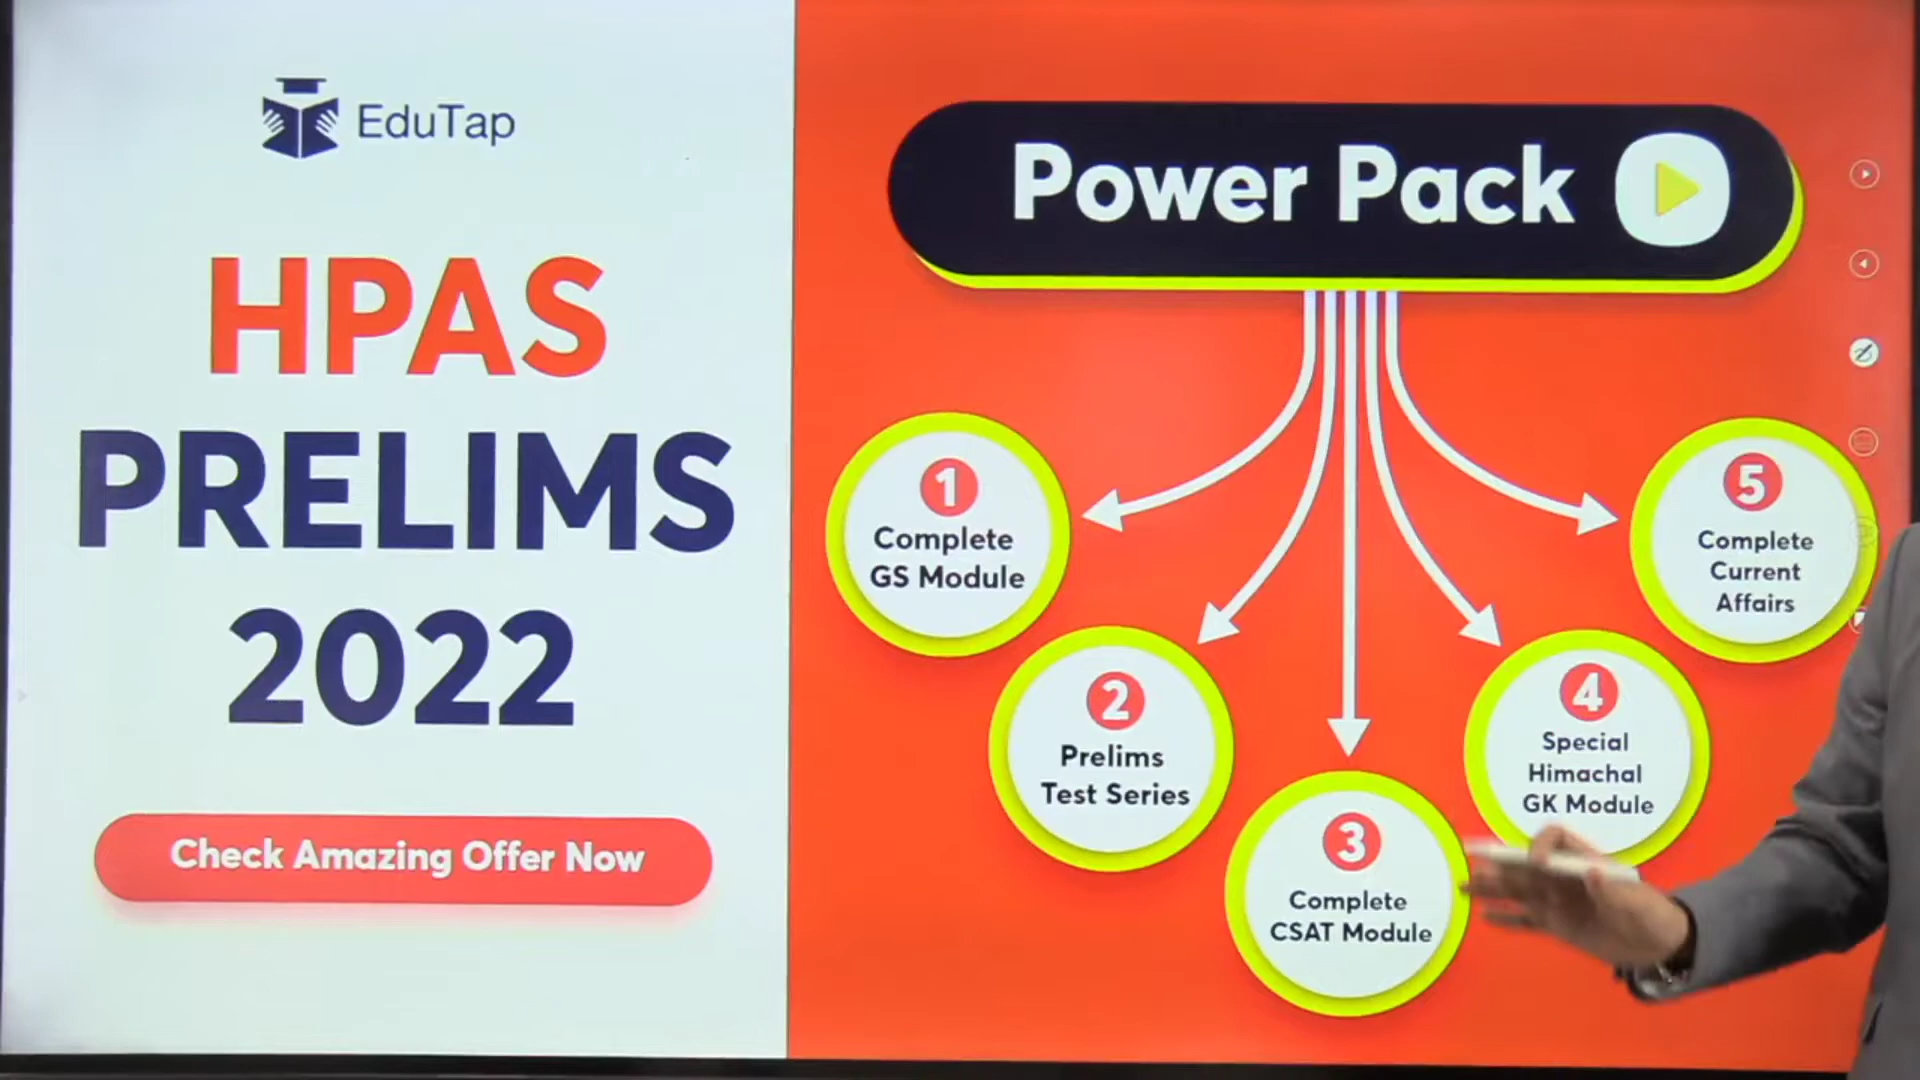 EduTap
HPAS
PRELIMS
2022
Check Amazing Offer Now
Power Pack
1
Complete
GS Module
2
Prelims
Test Series
3
Complete
CSAT Module
4
Special
Himachal
GK Module
5
Complete
Current
Affairs